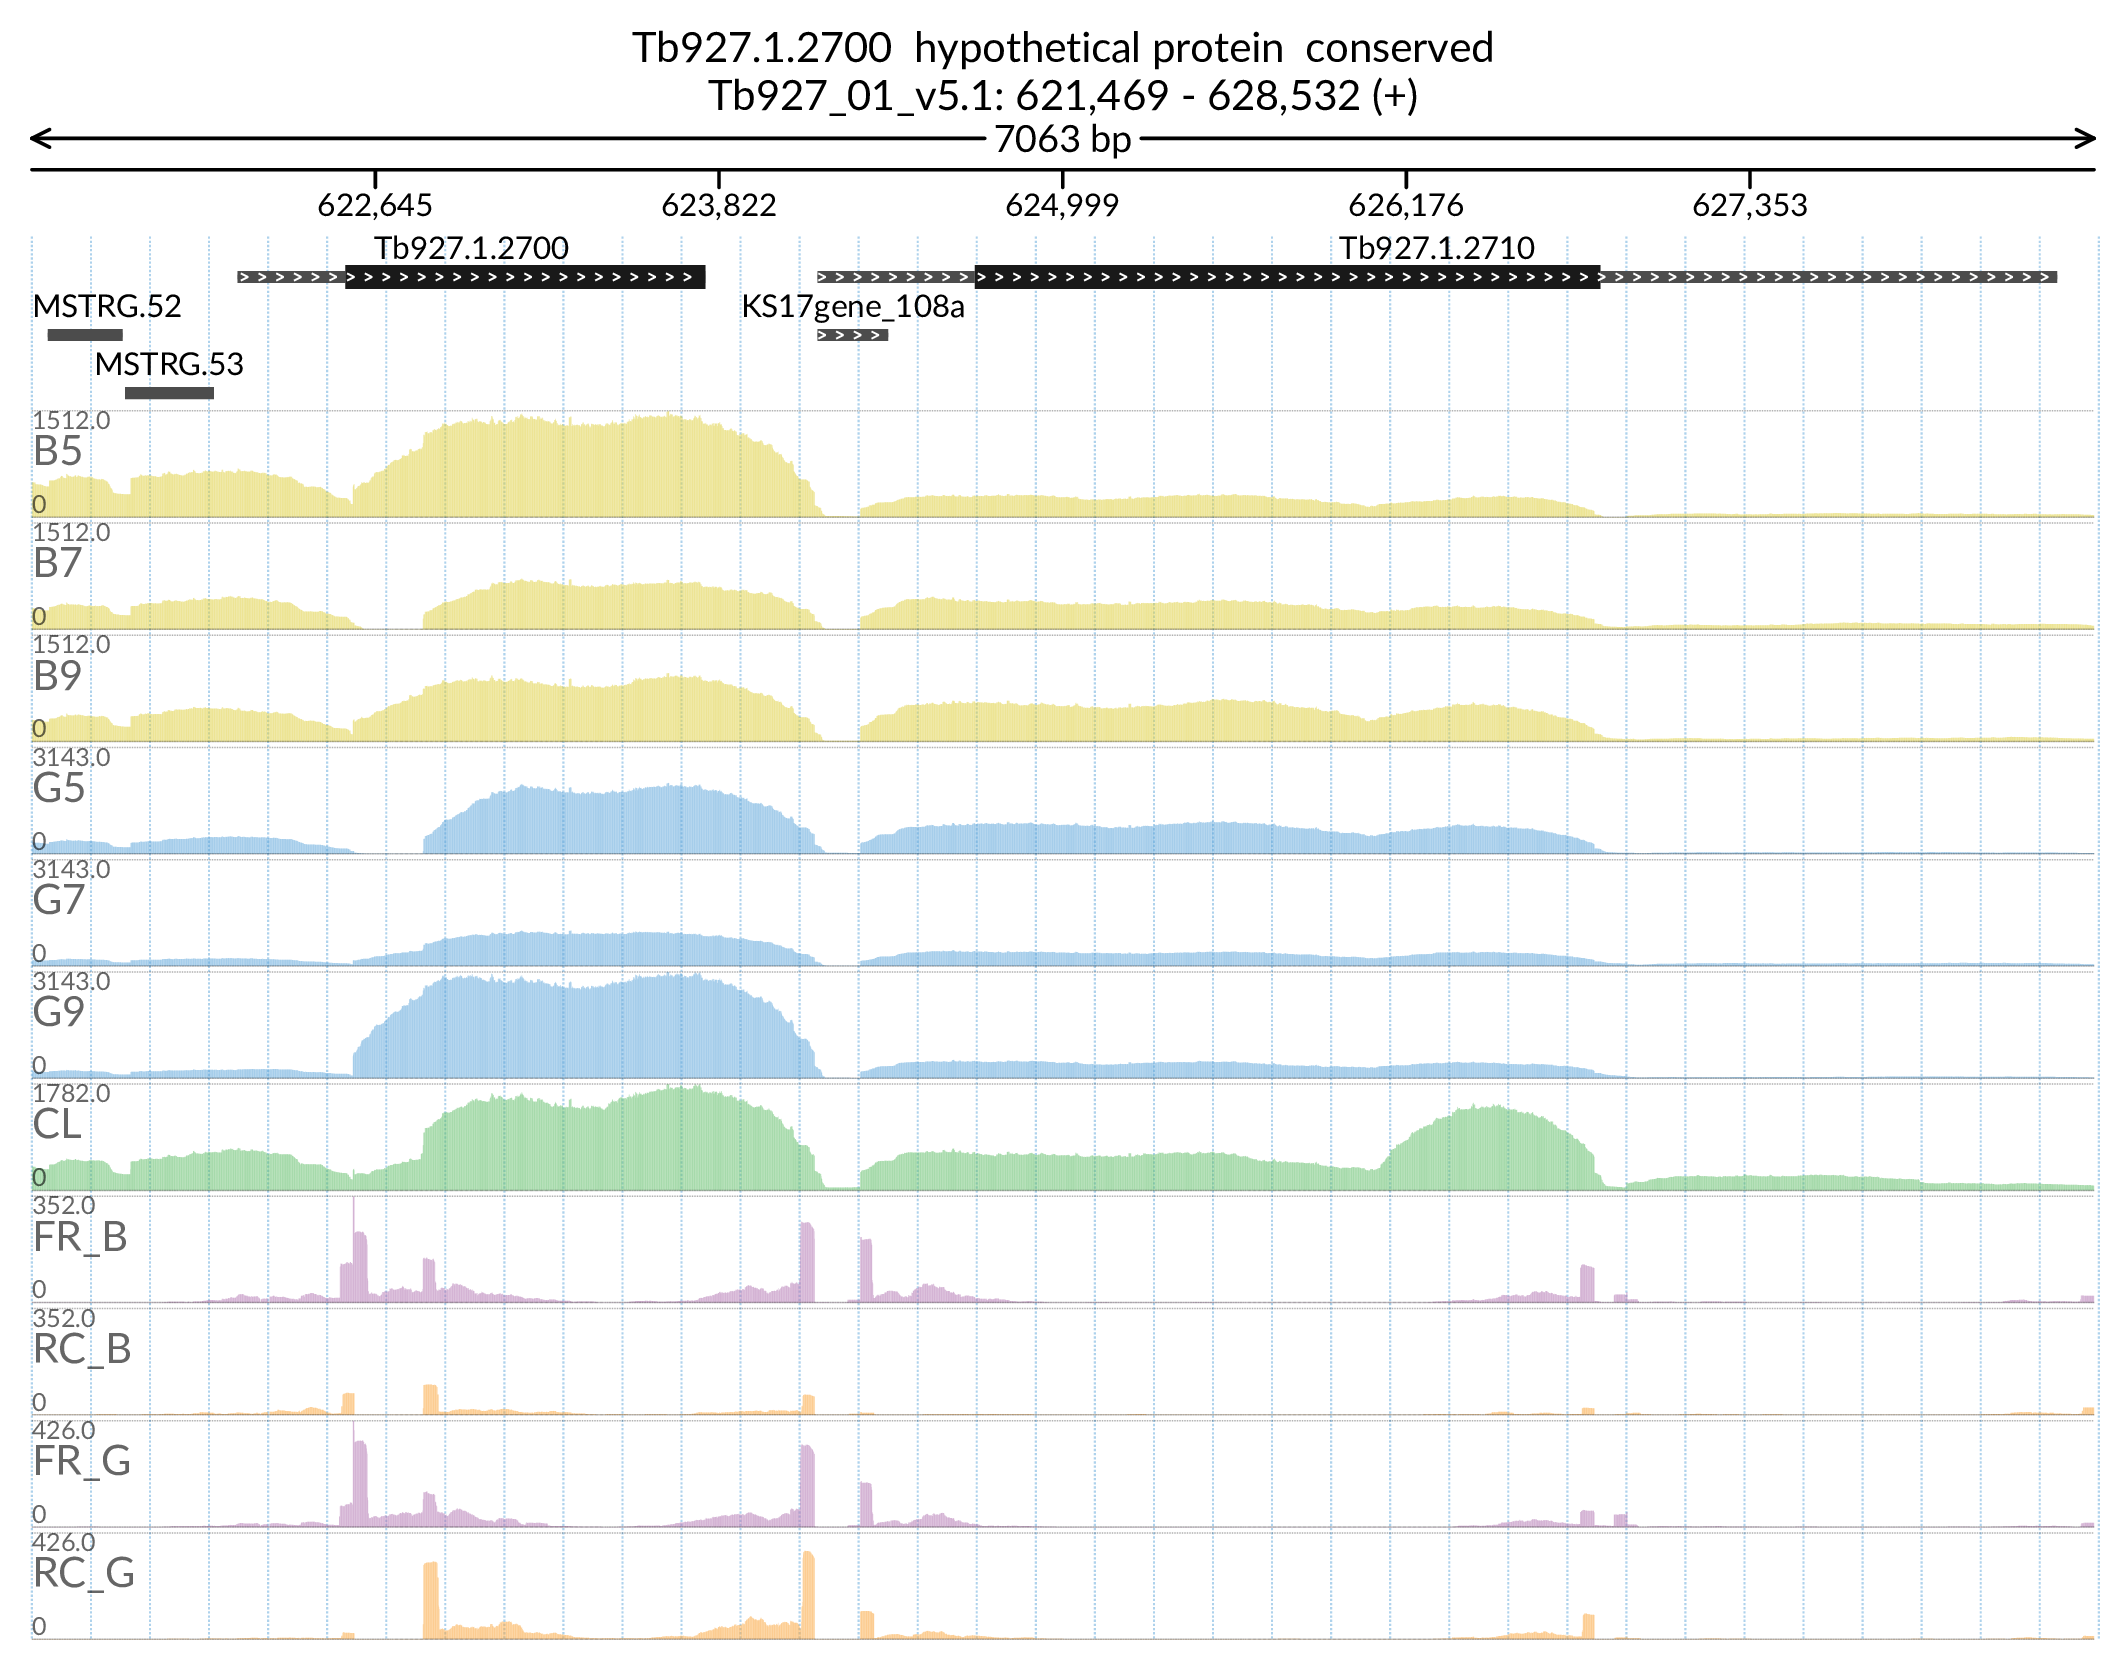 Tb927.1.2700  hypothetical protein  conserved
Tb927_01_v5.1: 621,469 - 628,532 (+)
7063 bp
622,645 623,822 624,999 626,176 627,353
Tb927.1.2700 Tb927.1.2710
MSTRG.52 KS17gene_108a
MSTRG.53
1512.0
B5
0
1512.0
B7
0
1512.0
B9
0
3143.0
G5
0
3143.0
G7
0
3143.0
G9
0
1782.0
CL
0
352.0
FR_B
0
352.0
RC_B
0
426.0
FR_G
0
426.0
RC_G
0